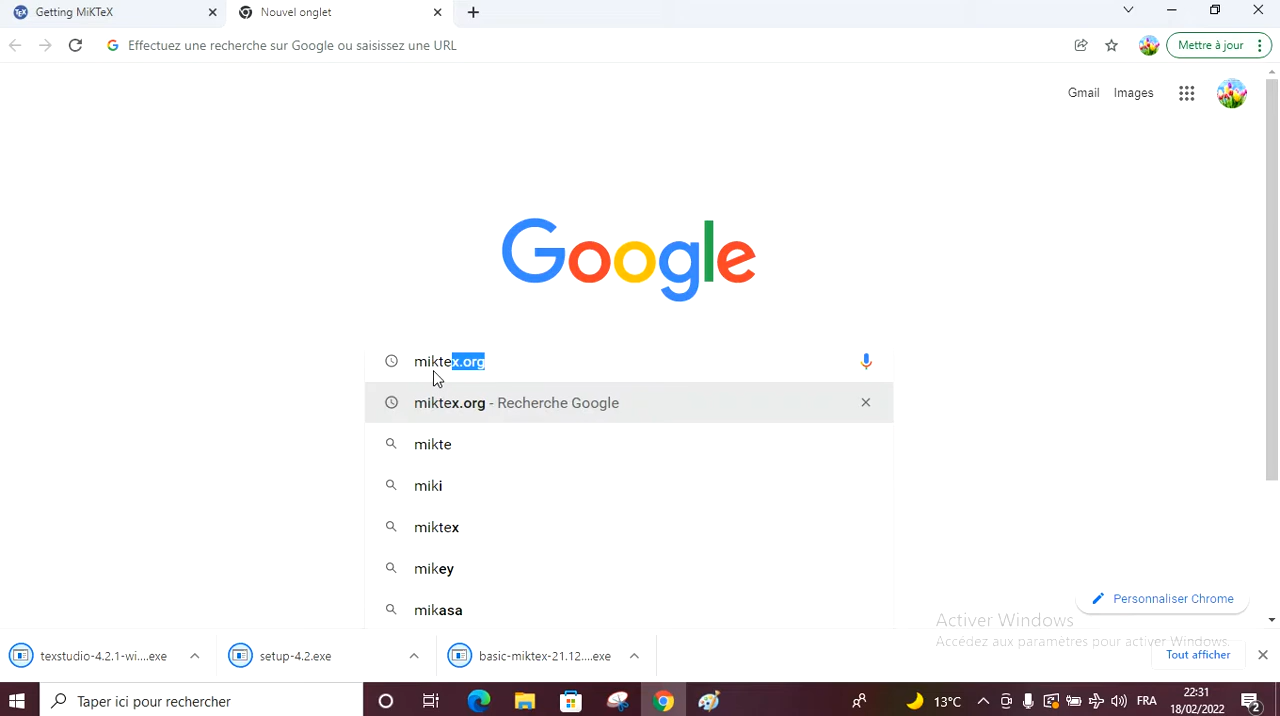 Getting MiKTeX
Nouvel onglet
Effectuez une recherche sur Google ou saisissez une URL
Mettre à jour
Gmail Images
Google
miktex.org
miktex.org - Recherche Google
mikte
miki
miktex
mikey
mikasa
Personnaliser Chrome
Activer Windows
Accédez aux paramètres pour activer Windows.
texstudio-4.2.1-wi....exe
setup-4.2.exe
basic-miktex-21.12....exe
Tout afficher
Taper ici pour rechercher
13°C
FRA
22:31
18/02/2022
2